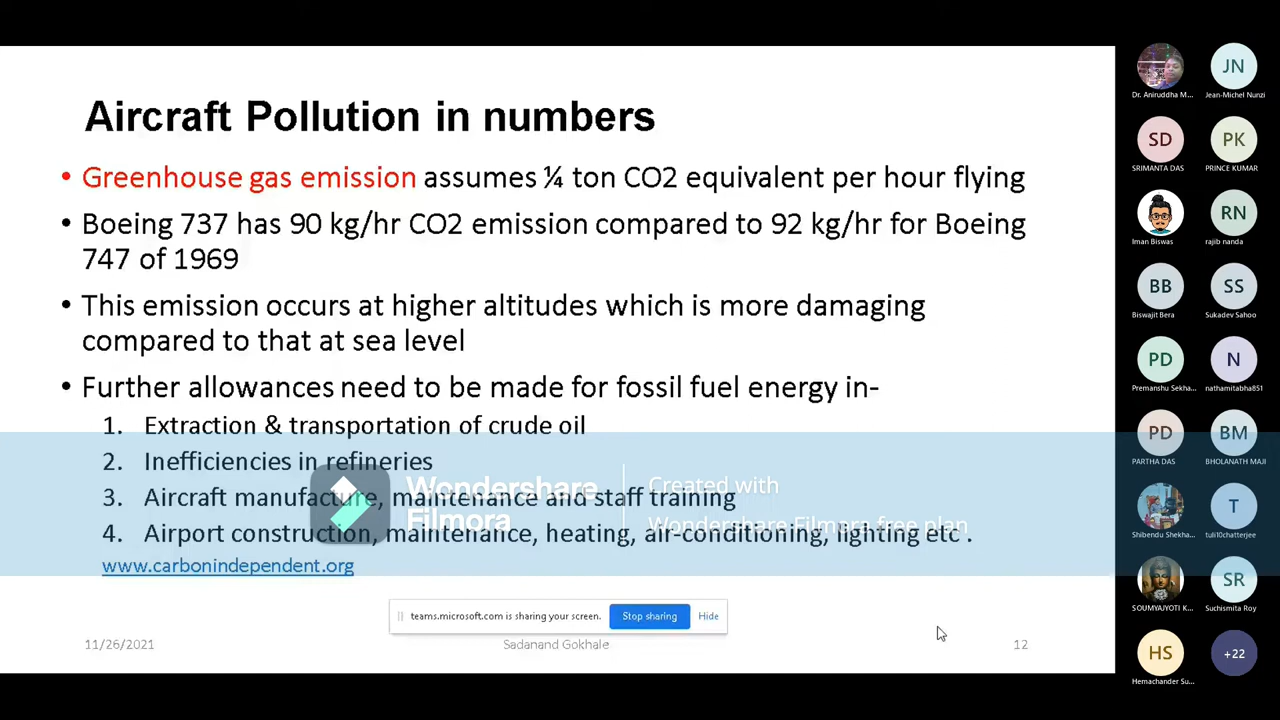 Aircraft Pollution in numbers
• Greenhouse gas emission assumes ¼ ton CO2 equivalent per hour flying
• Boeing 737 has 90 kg/hr CO2 emission compared to 92 kg/hr for Boeing
747 of 1969
• This emission occurs at higher altitudes which is more damaging
compared to that at sea level
• Further allowances need to be made for fossil fuel energy in-
1. Extraction & transportation of crude oil
2. Inefficiencies in refineries
3. Aircraft manufacture, maintenance and staff training
4. Airport construction, maintenance, heating, air-conditioning, lighting etc .
www.carbonindependent.org
Wondershare
Filmora
Created with
Wondershare Filmora free plan
teams.microsoft.com is sharing your screen.
Stop sharing
Hide
11/26/2021
Sadanand Gokhale
12
Dr. Aniruddha M...
JN
Jean-Michel Nunzi
SD
SRIMANTA DAS
PK
PRINCE KUMAR
Iman Biswas
RN
rajib nanda
BB
Biswajit Bera
SS
Sukadev Sahoo
PD
Premanshu Sekha...
N
nathamitabha851
PD
PARTHA DAS
BM
BHOLANATH MAJI
Shibendu Shekha...
T
tuli10chatterjee
SOUMYAJYOTI K...
SR
Suchismita Roy
HS
Hemachander Su...
+22